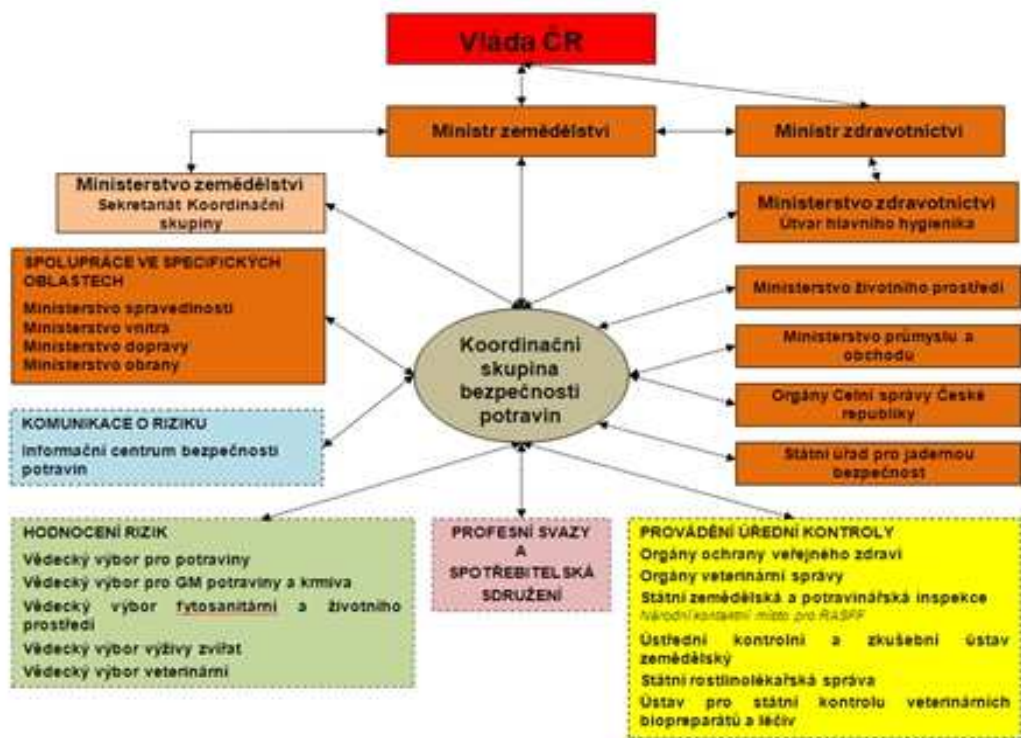 Vláda ČR
Ministr zemědělství
Ministr zdravotnictví
Ministerstvo zemědělství
Sekretariát Koordinační
skupiny
Ministerstvo zdravotnictví
Útvar hlavního hygienika
SPOLUPRÁCE VE SPECIFICKÝCH
OBLASTECH
Ministerstvo spravedlnosti
Ministerstvo vnitra
Ministerstvo dopravy
Ministerstvo obrany
Ministerstvo životního prostředí
Koordinační
skupina
bezpečnosti
potravin
Ministerstvo průmyslu a
obchodu
Orgány Celní správy České
republiky
KOMUNIKACE O RIZIKU
Informační centrum bezpečnosti
potravin
Státní úřad pro jadernou
bezpečnost
HODNOCENÍ RIZIK
Vědecký výbor pro potraviny
Vědecký výbor pro GM potraviny a krmiva
Vědecký výbor fytosanitární a životního
prostředí
Vědecký výbor výživy zvířat
Vědecký výbor veterinární
PROFESNÍ SVAZY
A
SPOTŘEBITELSKÁ
SDRUŽENÍ
PROVÁDĚNÍ ÚŘEDNÍ KONTROLY
Orgány ochrany veřejného zdraví
Orgány veterinární správy
Státní zemědělská a potravinářská inspekce
Národní kontaktní místo pro RASFF
Ústřední kontrolní a zkušební ústav
zemědělský
Státní rostlinolékařská správa
Ústav pro státní kontrolu veterinárních
biopreparátů a léčiv